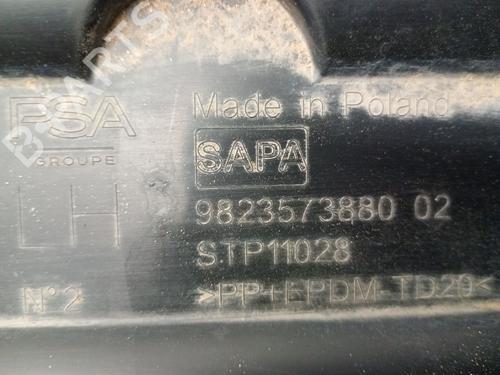 PSA
GROUPE
LH
N°2
Made in Poland
SAPA
9823573880 02
STP11028
>PP+EPDM-TD20<
B-PARTS